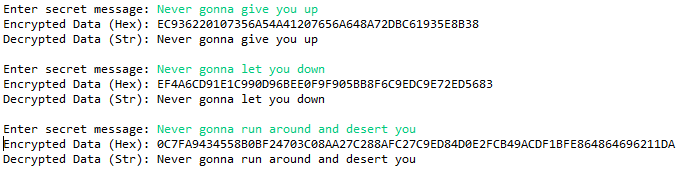 Enter secret message: Never gonna give you up
Encrypted Data (Hex): EC936220107356A54A41207656A648A72DBC61935E8B38
Decrypted Data (Str): Never gonna give you up
Enter secret message: Never gonna let you down
Encrypted Data (Hex): EF4A6CD91E1C990D96BEE0F9F905BB8F6C9EDC9E72ED5683
Decrypted Data (Str): Never gonna let you down
Enter secret message: Never gonna run around and desert you
Encrypted Data (Hex): 0C7FA9434558B0BF24703C08AA27C288AFC27C9ED84D0E2FCB49ACDF1BFE864864696211DA
Decrypted Data (Str): Never gonna run around and desert you